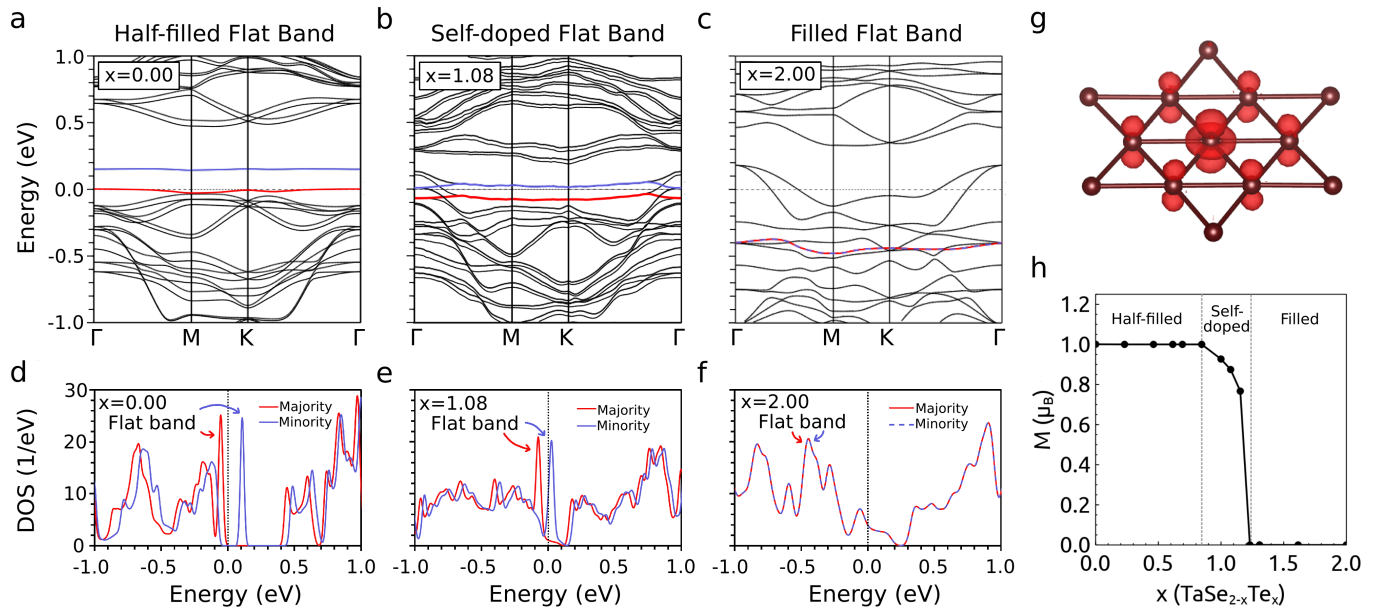 a
Half-filled Flat Band
x=0.00
1.0
0.5
0.0
-0.5
-1.0
Energy (eV)
Γ M K Γ
b
Self-doped Flat Band
x=1.08
Γ M K Γ
c
Filled Flat Band
x=2.00
Γ M K Γ
d
x=0.00
Flat band
Majority
Minority
30
20
10
0
DOS (1/eV)
-1.0 -0.5 0.0 0.5 1.0
Energy (eV)
e
x=1.08
Flat band
Majority
Minority
-1.0 -0.5 0.0 0.5 1.0
Energy (eV)
f
x=2.00
Flat band
Majority
Minority
-1.0 -0.5 0.0 0.5 1.0
Energy (eV)
g
h
Half-filled
Self-
doped
Filled
1.2
1.0
0.8
0.6
0.4
0.2
0.0
M (μ_B)
0.0 0.5 1.0 1.5 2.0
x (TaSe₂₋ₓTeₓ)